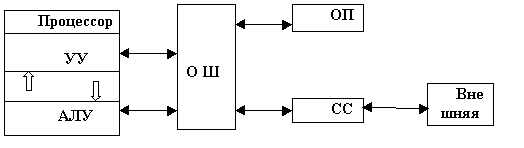 Процессор
УУ
АЛУ
О Ш
ОП
СС
Вне
шняя